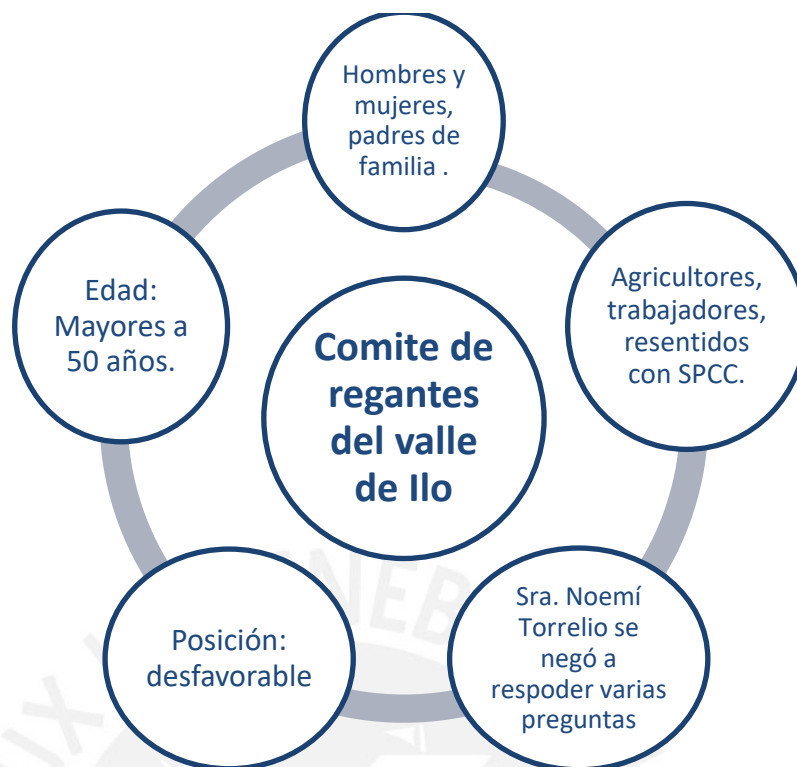 Hombres y
mujeres,
padres de
familia .
Agricultores,
trabajadores,
resentidos
con SPCC.
Sra. Noemí
Torrelio se
negó a
respoder varias
preguntas
Posición:
desfavorable
Edad:
Mayores a
50 años.
Comite de
regantes
del valle
de Ilo